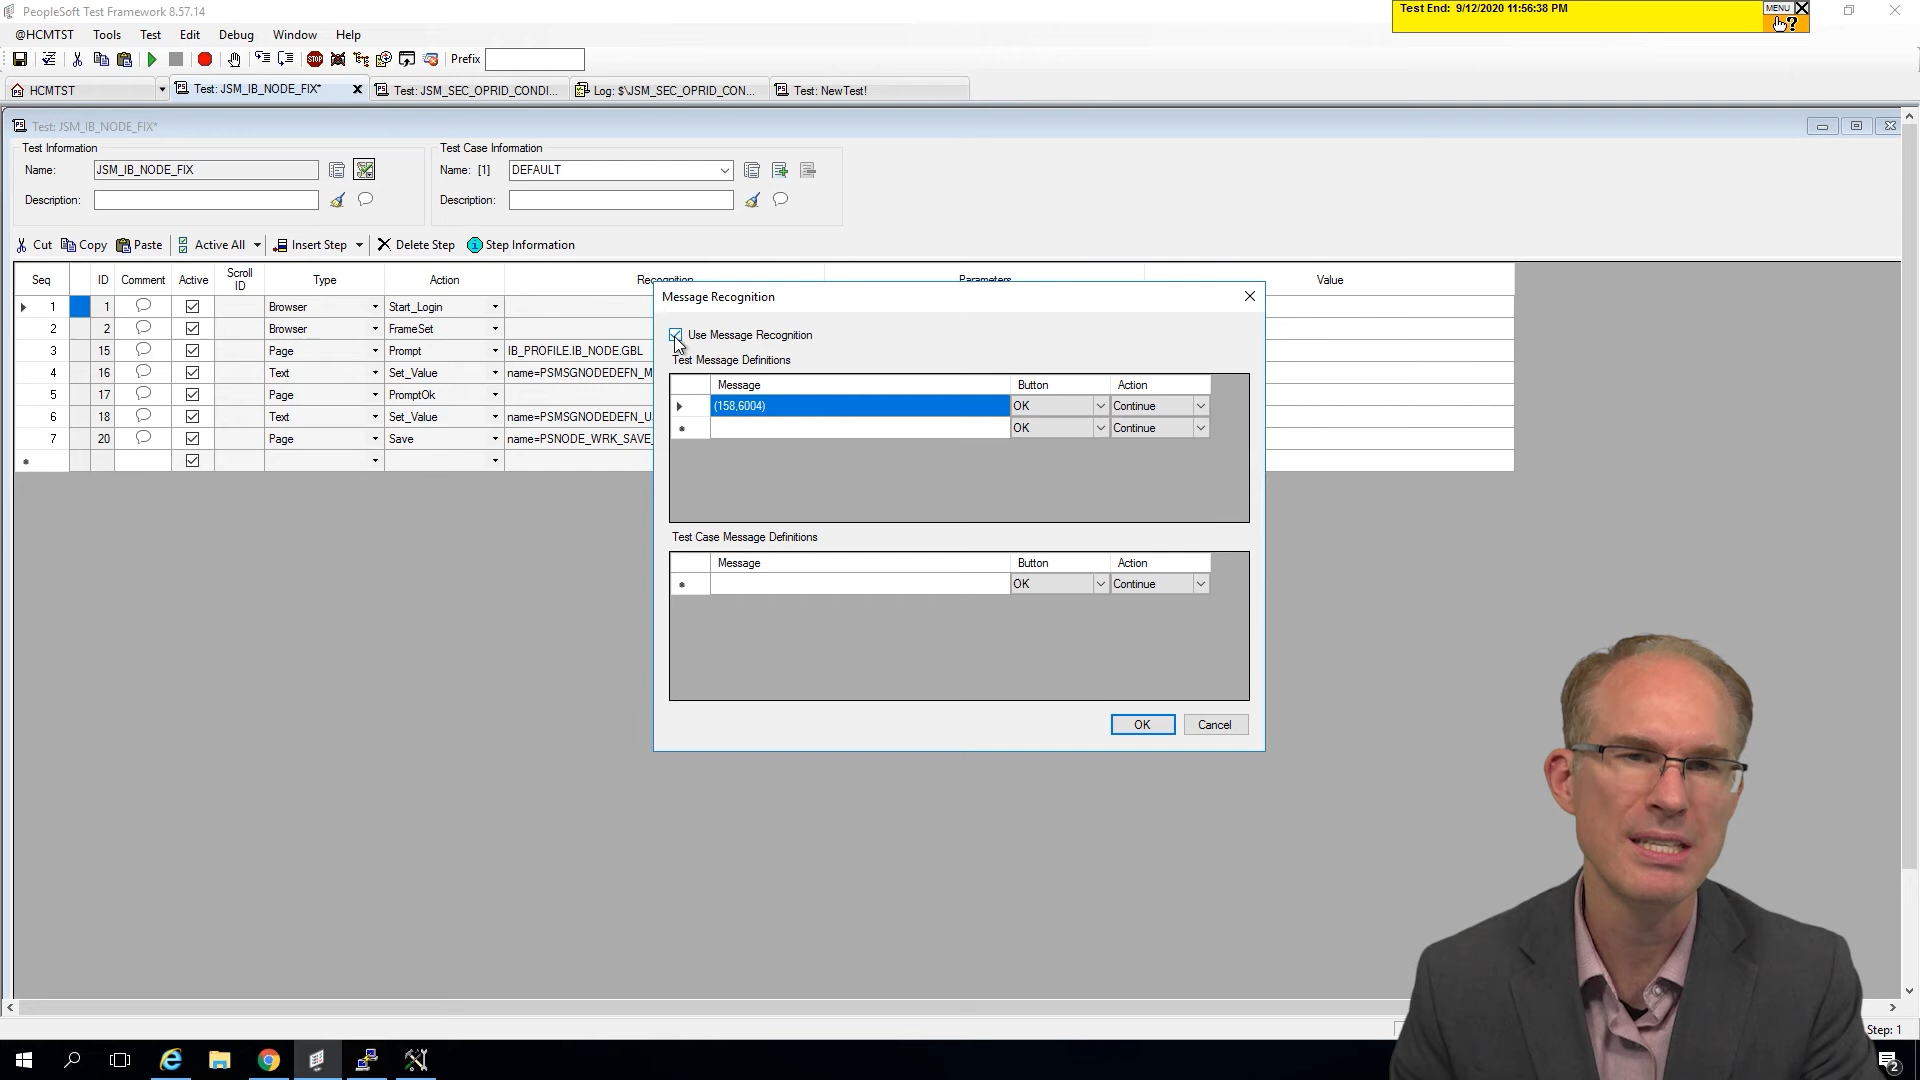 PeopleSoft Test Framework 8.57.14
Test End: 9/12/2020 11:56:38 PM
MENU
@HCMTST Tools Test Edit Debug Window Help
STOP
Prefix
HCMTST
Test: JSM_IB_NODE_FIX*
Test: JSM_SEC_OPRID_CONDI...
Log: $\JSM_SEC_OPRID_CON...
Test: NewTest!
Test: JSM_IB_NODE_FIX*
Test Information
Name: JSM_IB_NODE_FIX
Description:
Test Case Information
Name: [1] DEFAULT
Description:
Cut Copy Paste Active All Insert Step Delete Step Step Information
Seq ID Comment Active Scroll ID Type Action Recognition Parameters Value
1 1 Browser Start_Login
2 2 Browser FrameSet
3 15 Page Prompt IB_PROFILE.IB_NODE.GBL
4 16 Text Set_Value name=PSMSGNODEDEFN_M
5 17 Page PromptOk
6 18 Text Set_Value name=PSMSGNODEDEFN_U
7 20 Page Save name=PSNODE_WRK_SAVE_
Message Recognition
Use Message Recognition
Test Message Definitions
Message Button Action
(158,6004) OK Continue
OK Continue
Test Case Message Definitions
Message Button Action
OK Continue
OK Cancel
Step: 1
2